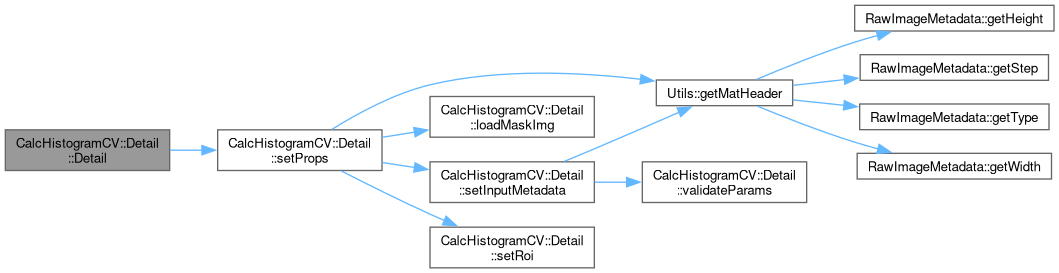 CalcHistogramCV::Detail
::Detail
CalcHistogramCV::Detail
::setProps
CalcHistogramCV::Detail
::loadMaskImg
CalcHistogramCV::Detail
::setInputMetadata
CalcHistogramCV::Detail
::setRoi
Utils::getMatHeader
CalcHistogramCV::Detail
::validateParams
RawImageMetadata::getHeight
RawImageMetadata::getStep
RawImageMetadata::getType
RawImageMetadata::getWidth